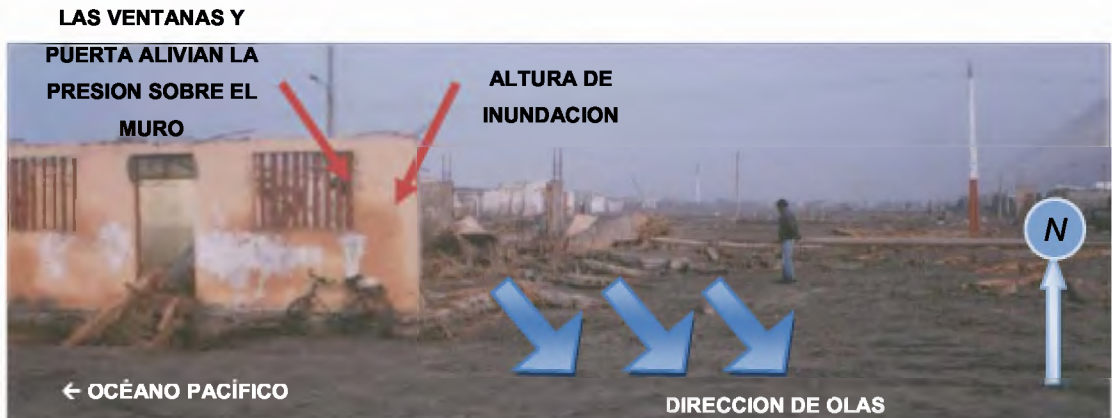 LAS VENTANAS Y
PUERTA ALIVIAN LA
PRESION SOBRE EL
MURO
ALTURA DE
INUNDACION
N
← OCÉANO PACÍFICO
DIRECCION DE OLAS